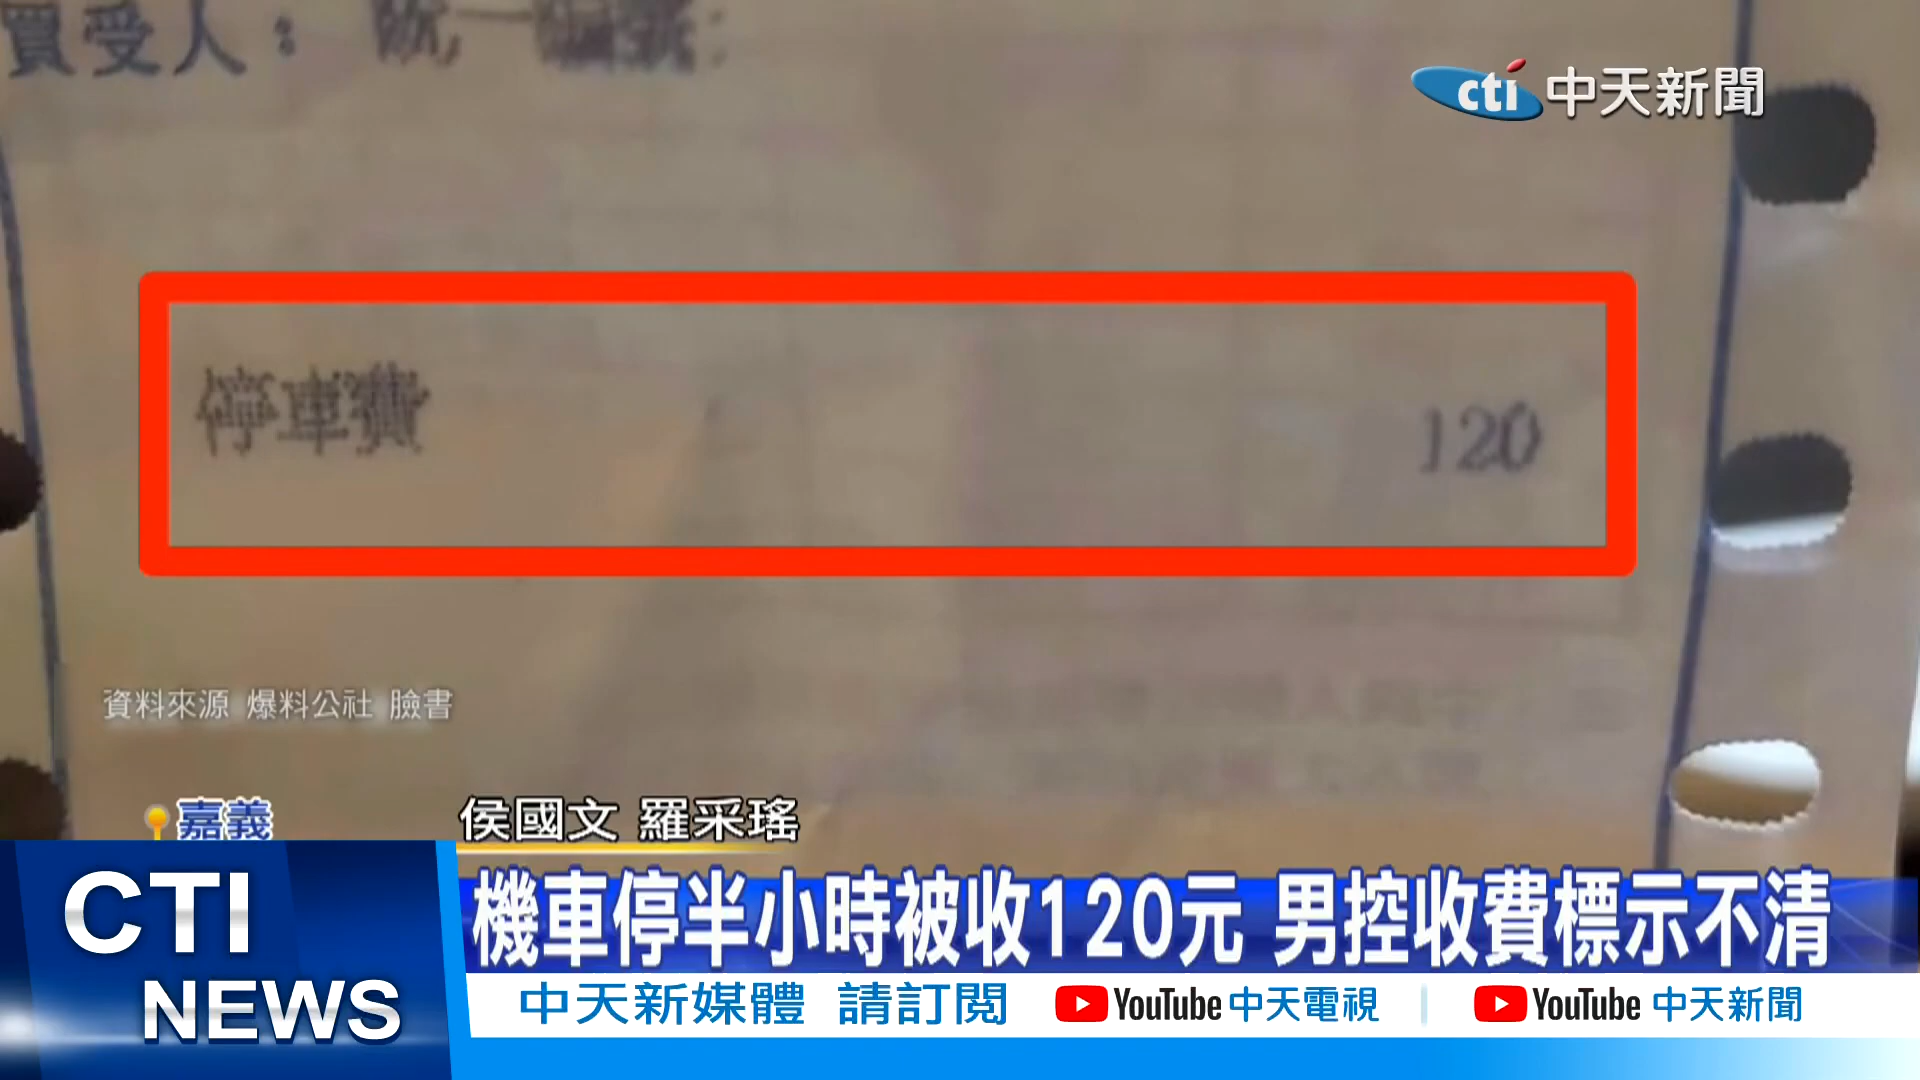 買受人： 統一編號：
cti 中天新聞
停車費 120
資料來源 爆料公社 臉書
嘉義
侯國文 羅采瑤
CTI NEWS
機車停半小時被收120元 男控收費標示不清
中天新媒體 請訂閱 YouTube 中天電視 YouTube 中天新聞